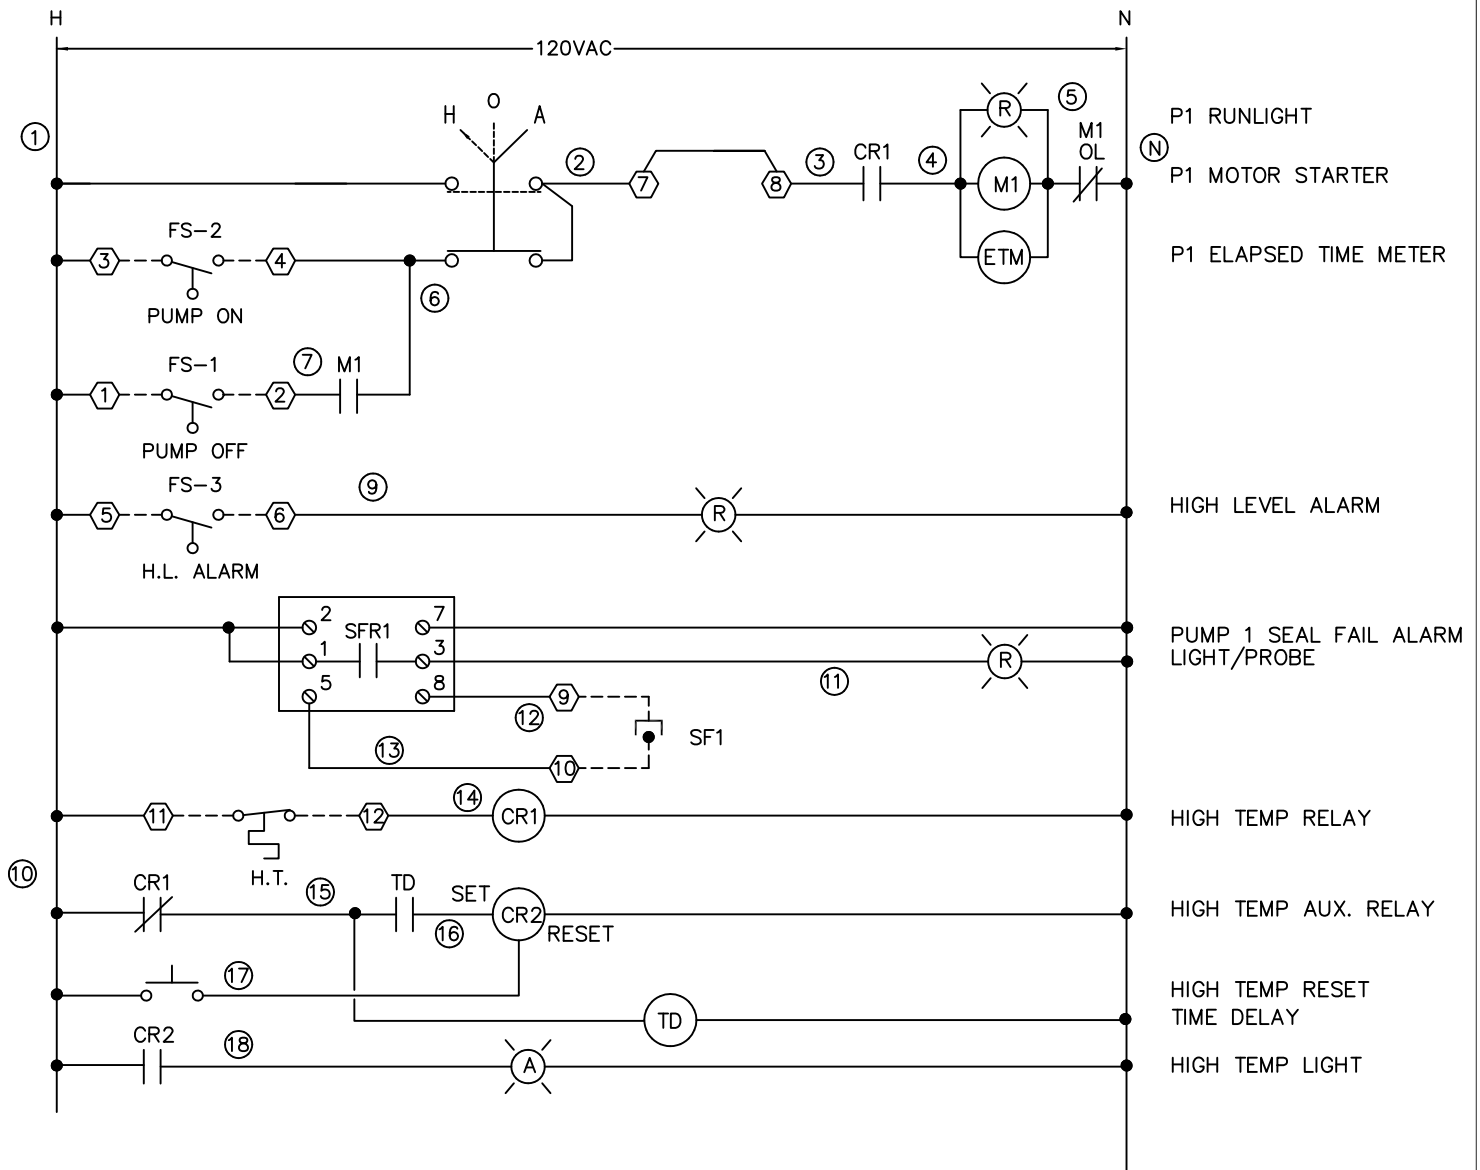 H
N
120VAC
H O A
1
2
7
8
3
CR1
4
R
M1
ETM
5
M1
OL
N
P1 RUNLIGHT
P1 MOTOR STARTER
P1 ELAPSED TIME METER
FS-2
3
4
PUMP ON
6
FS-1
1
2
7
M1
PUMP OFF
FS-3
5
6
9
R
HIGH LEVEL ALARM
H.L. ALARM
2
7
SFR1
1
3
5
8
11
R
PUMP 1 SEAL FAIL ALARM
LIGHT/PROBE
12
9
13
10
SF1
11
12
14
CR1
HIGH TEMP RELAY
H.T.
10
CR1
15
TD
16
SET
CR2
RESET
HIGH TEMP AUX. RELAY
17
HIGH TEMP RESET
TD
TIME DELAY
CR2
18
A
HIGH TEMP LIGHT